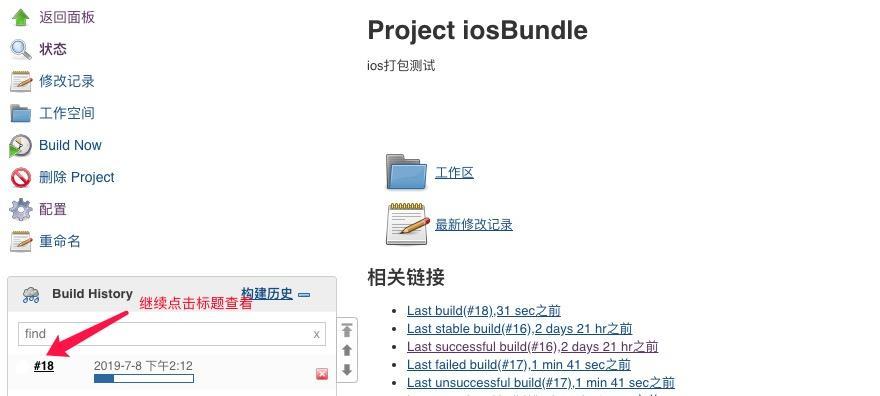 返回面板
状态
修改记录
工作空间
Build Now
删除 Project
配置
重命名
Build History
构建历史
继续点击标题查看
find
x
#18
2019-7-8 下午2:12
Project iosBundle
ios打包测试
工作区
最新修改记录
相关链接
Last build(#18),31 sec之前
Last stable build(#16),2 days 21 hr之前
Last successful build(#16),2 days 21 hr之前
Last failed build(#17),1 min 41 sec之前
Last unsuccessful build(#17),1 min 41 sec之前